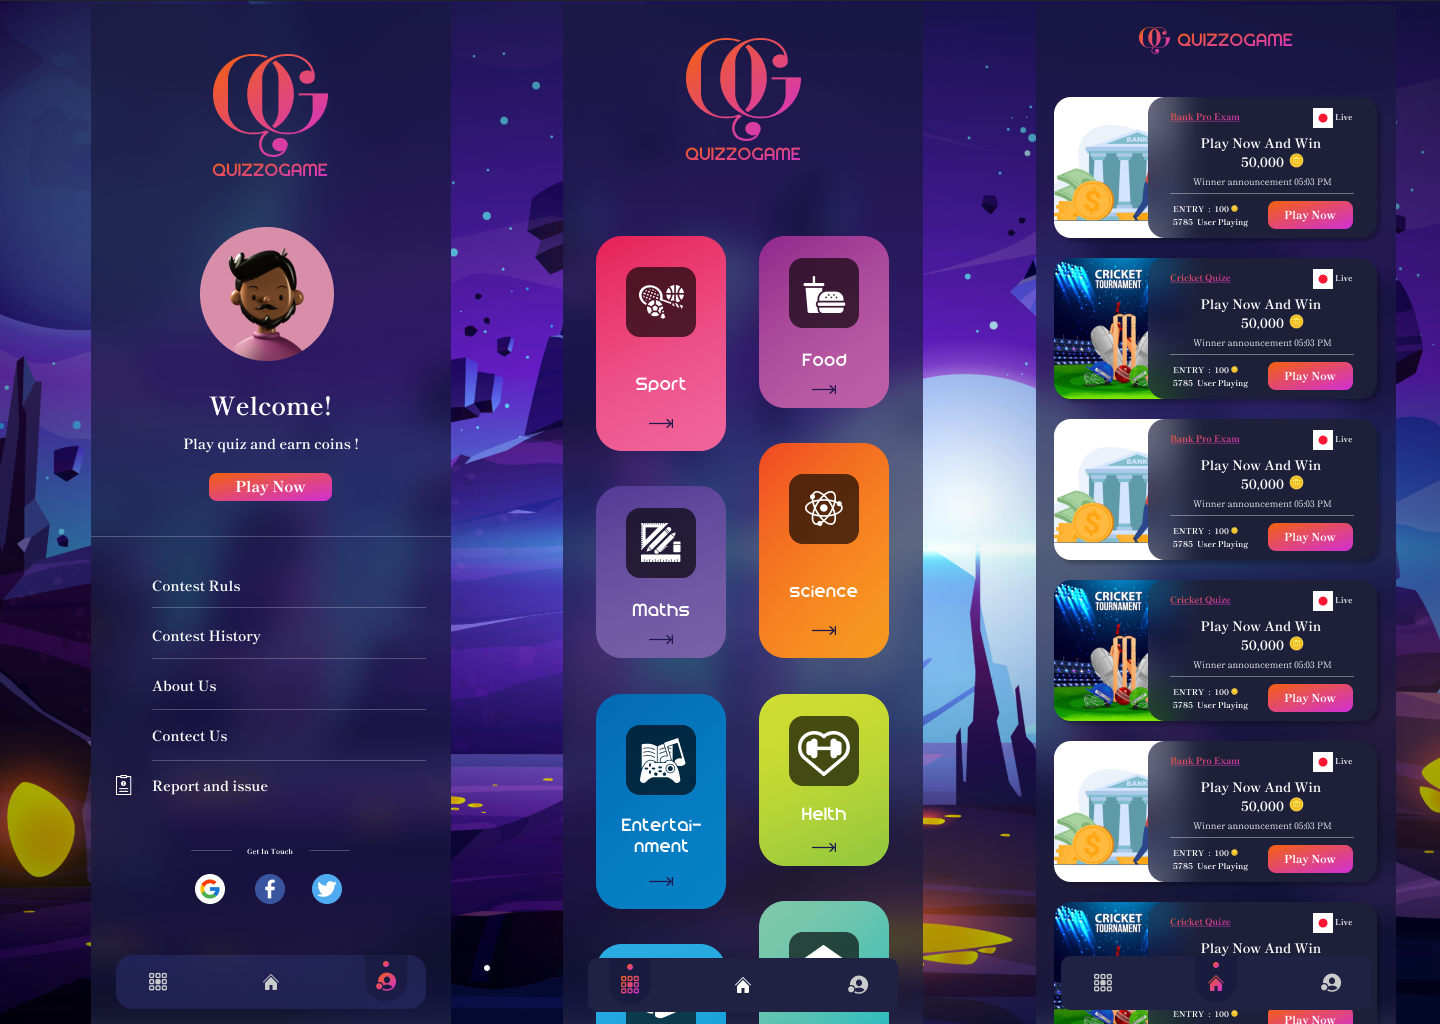 QG
QUIZZOGAME
Welcome!
Play quiz and earn coins !
Play Now
Contest Ruls
Contest History
About Us
Contect Us
Report and issue
Get In Touch
QG
QUIZZOGAME
Sport
Food
Maths
science
Entertai-
nment
Helth
QG QUIZZOGAME
BANK
Bank Pro Exam
Live
Play Now And Win
50,000
Winner announcement 05:03 PM
ENTRY : 100
5785 User Playing
Play Now
CRICKET
TOURNAMENT
Cricket Quize
Live
Play Now And Win
50,000
Winner announcement 05:03 PM
ENTRY : 100
5785 User Playing
Play Now
BANK
Bank Pro Exam
Live
Play Now And Win
50,000
Winner announcement 05:03 PM
ENTRY : 100
5785 User Playing
Play Now
CRICKET
TOURNAMENT
Cricket Quize
Live
Play Now And Win
50,000
Winner announcement 05:03 PM
ENTRY : 100
5785 User Playing
Play Now
BANK
Bank Pro Exam
Live
Play Now And Win
50,000
Winner announcement 05:03 PM
ENTRY : 100
5785 User Playing
Play Now
CRICKET
TOURNAMENT
Cricket Quize
Live
Play Now And Win
ENTRY : 100
Play Now